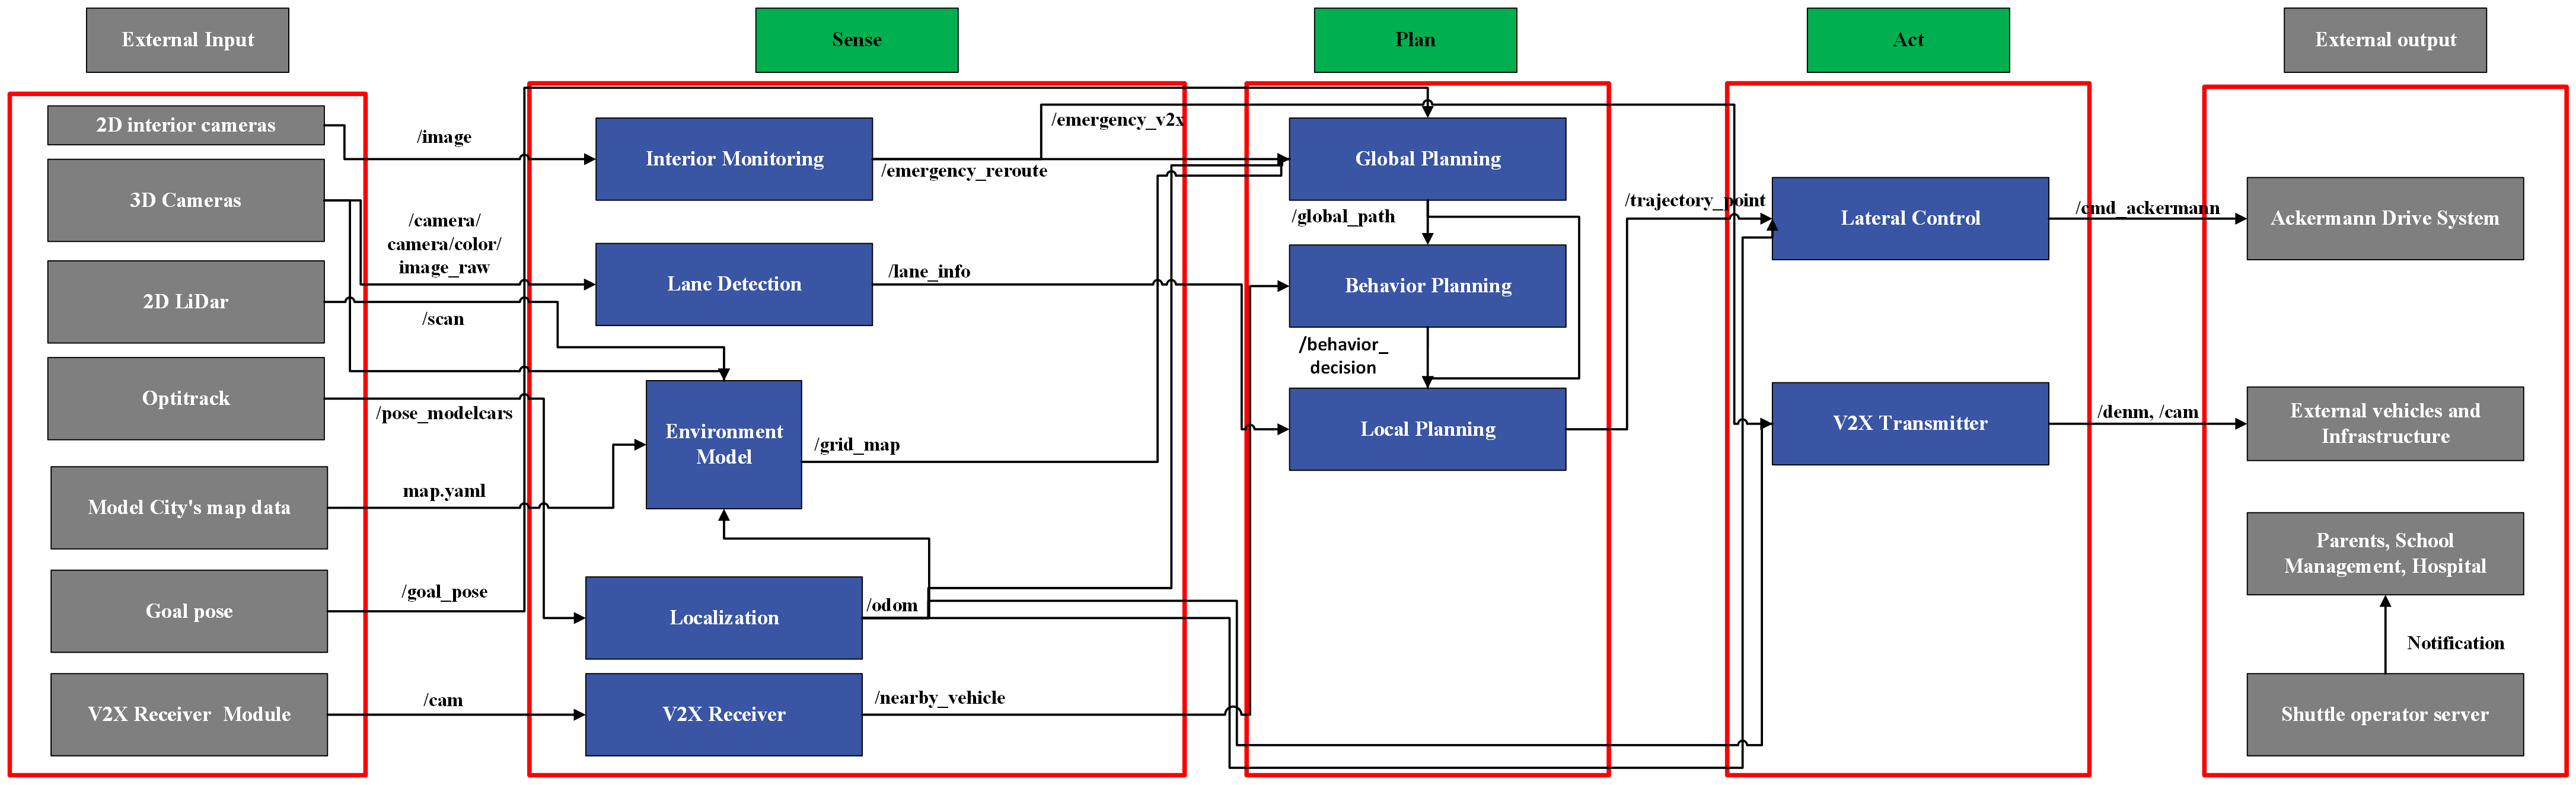 External Input
Sense
Plan
Act
External output
2D interior cameras
3D Cameras
2D LiDar
Optitrack
Model City's map data
Goal pose
V2X Receiver  Module
/image
/camera/
camera/color/
image_raw
/scan
/pose_modelcars
map.yaml
/goal_pose
/cam
Interior Monitoring
Lane Detection
Environment
Model
Localization
V2X Receiver
/emergency_v2x
/emergency_reroute
/lane_info
/grid_map
/odom
/nearby_vehicle
Global Planning
/global_path
Behavior Planning
/behavior_
decision
Local Planning
/trajectory_point
Lateral Control
V2X Transmitter
/cmd_ackermann
/denm, /cam
Ackermann Drive System
External vehicles and
Infrastructure
Parents, School
Management, Hospital
Notification
Shuttle operator server